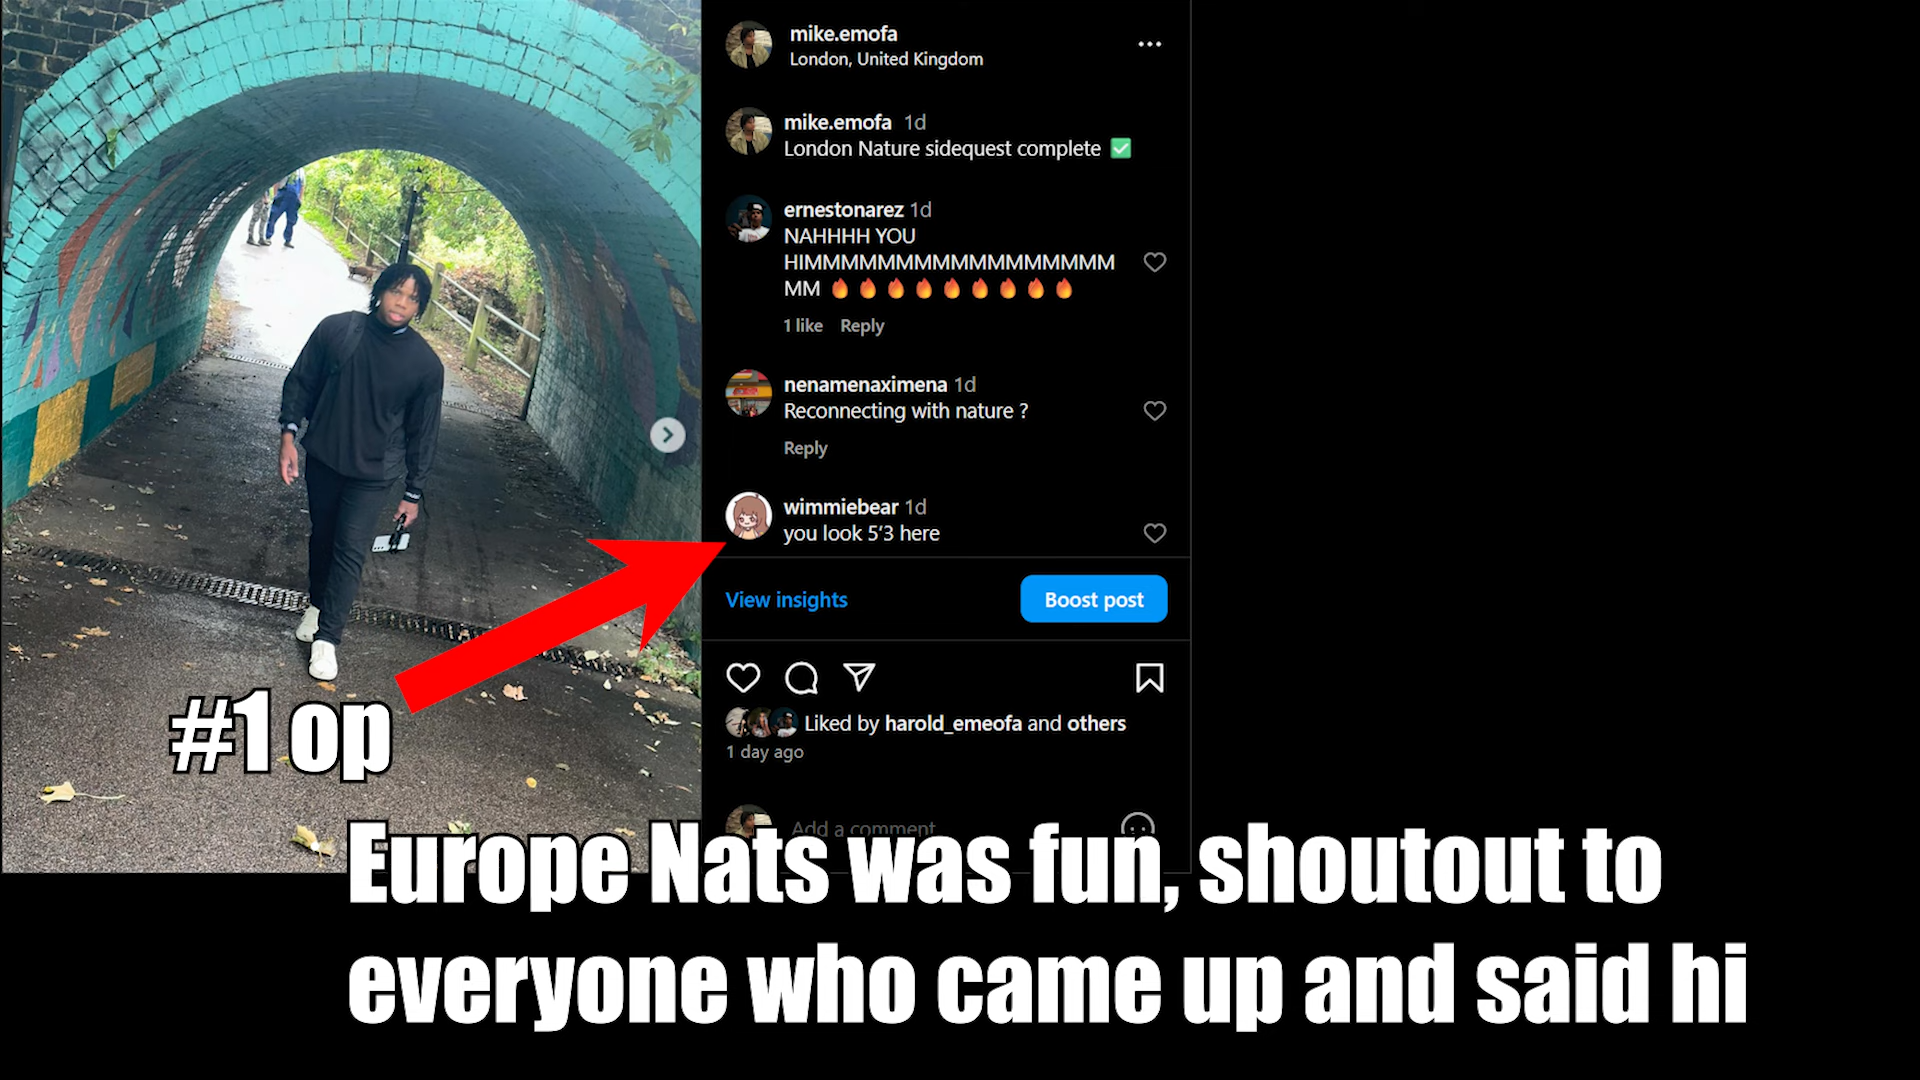 mike.emofa
London, United Kingdom
mike.emofa 1d
London Nature sidequest complete ✅
ernestonarez 1d
NAHHHH YOU
HIMMMMMMMMMMMMMMMMM
MM 🔥🔥🔥🔥🔥🔥🔥🔥🔥
1 like Reply
nenamenaximena 1d
Reconnecting with nature ?
Reply
wimmiebear 1d
you look 5'3 here
View insights
Boost post
Liked by harold_emeofa and others
1 day ago
Add a comment
#1 op
Europe Nats was fun, shoutout to
everyone who came up and said hi